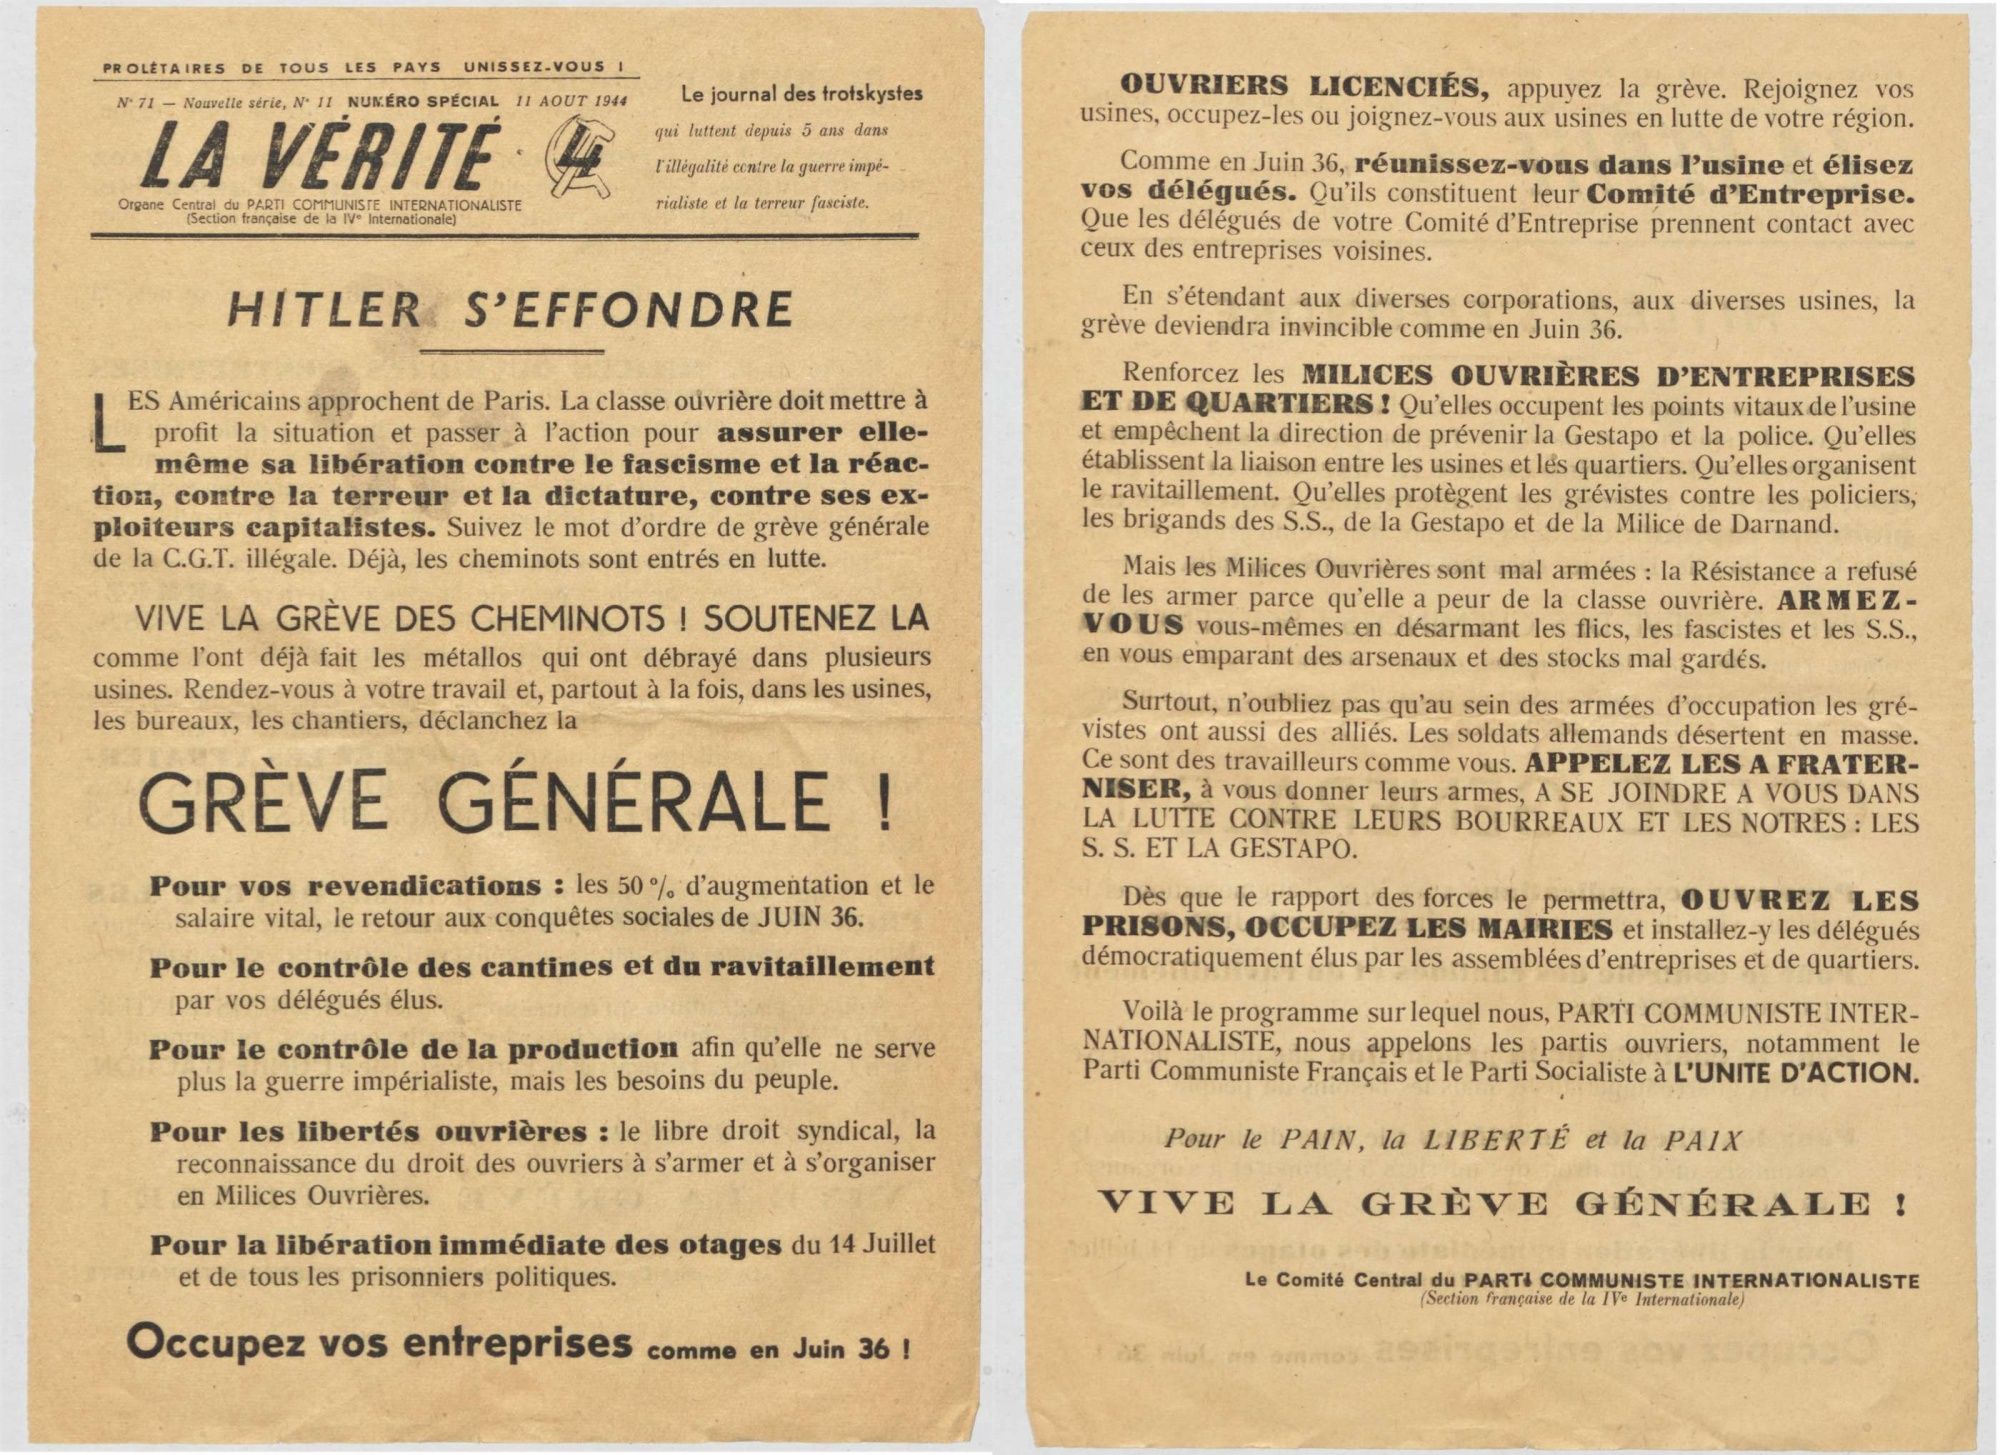 PROLÉTAIRES DE TOUS LES PAYS UNISSEZ-VOUS !
N° 71 — Nouvelle série, N° 11 NUMÉRO SPÉCIAL 11 AOUT 1944
LA VÉRITÉ
4
Organe Central du PARTI COMMUNISTE INTERNATIONALISTE
(Section française de la IVe Internationale)
Le journal des trotskystes
qui luttent depuis 5 ans dans
l'illégalité contre la guerre impé-
rialiste et la terreur fasciste.
HITLER S'EFFONDRE
LES Américains approchent de Paris. La classe ouvrière doit mettre à
profit la situation et passer à l'action pour assurer elle-
même sa libération contre le fascisme et la réac-
tion, contre la terreur et la dictature, contre ses ex-
ploiteurs capitalistes. Suivez le mot d'ordre de grève générale
de la C.G.T. illégale. Déjà, les cheminots sont entrés en lutte.
VIVE LA GRÈVE DES CHEMINOTS ! SOUTENEZ LA
comme l'ont déjà fait les métallos qui ont débrayé dans plusieurs
usines. Rendez-vous à votre travail et, partout à la fois, dans les usines,
les bureaux, les chantiers, déclanchez la
GRÈVE GÉNÉRALE !
Pour vos revendications : les 50 % d'augmentation et le
salaire vital, le retour aux conquêtes sociales de JUIN 36.
Pour le contrôle des cantines et du ravitaillement
par vos délégués élus.
Pour le contrôle de la production afin qu'elle ne serve
plus la guerre impérialiste, mais les besoins du peuple.
Pour les libertés ouvrières : le libre droit syndical, la
reconnaissance du droit des ouvriers à s'armer et à s'organiser
en Milices Ouvrières.
Pour la libération immédiate des otages du 14 Juillet
et de tous les prisonniers politiques.
Occupez vos entreprises comme en Juin 36 !
OUVRIERS LICENCIÉS, appuyez la grève. Rejoignez vos
usines, occupez-les ou joignez-vous aux usines en lutte de votre région.
Comme en Juin 36, réunissez-vous dans l'usine et élisez
vos délégués. Qu'ils constituent leur Comité d'Entreprise.
Que les délégués de votre Comité d'Entreprise prennent contact avec
ceux des entreprises voisines.
En s'étendant aux diverses corporations, aux diverses usines, la
grève deviendra invincible comme en Juin 36.
Renforcez les MILICES OUVRIÈRES D'ENTREPRISES
ET DE QUARTIERS ! Qu'elles occupent les points vitaux de l'usine
et empêchent la direction de prévenir la Gestapo et la police. Qu'elles
établissent la liaison entre les usines et les quartiers. Qu'elles organisent
le ravitaillement. Qu'elles protègent les grévistes contre les policiers,
les brigands des S.S., de la Gestapo et de la Milice de Darnand.
Mais les Milices Ouvrières sont mal armées : la Résistance a refusé
de les armer parce qu'elle a peur de la classe ouvrière. ARMEZ-
VOUS vous-mêmes en désarmant les flics, les fascistes et les S.S.,
en vous emparant des arsenaux et des stocks mal gardés.
Surtout, n'oubliez pas qu'au sein des armées d'occupation les gré-
vistes ont aussi des alliés. Les soldats allemands désertent en masse.
Ce sont des travailleurs comme vous. APPELEZ LES A FRATER-
NISER, à vous donner leurs armes, A SE JOINDRE A VOUS DANS
LA LUTTE CONTRE LEURS BOURREAUX ET LES NOTRES : LES
S. S. ET LA GESTAPO.
Dès que le rapport des forces le permettra, OUVREZ LES
PRISONS, OCCUPEZ LES MAIRIES et installez-y les délégués
démocratiquement élus par les assemblées d'entreprises et de quartiers.
Voilà le programme sur lequel nous, PARTI COMMUNISTE INTER-
NATIONALISTE, nous appelons les partis ouvriers, notamment le
Parti Communiste Français et le Parti Socialiste à L'UNITE D'ACTION.
Pour le PAIN, la LIBERTÉ et la PAIX
VIVE LA GRÈVE GÉNÉRALE !
Le Comité Central du PARTI COMMUNISTE INTERNATIONALISTE
(Section française de la IVe Internationale)